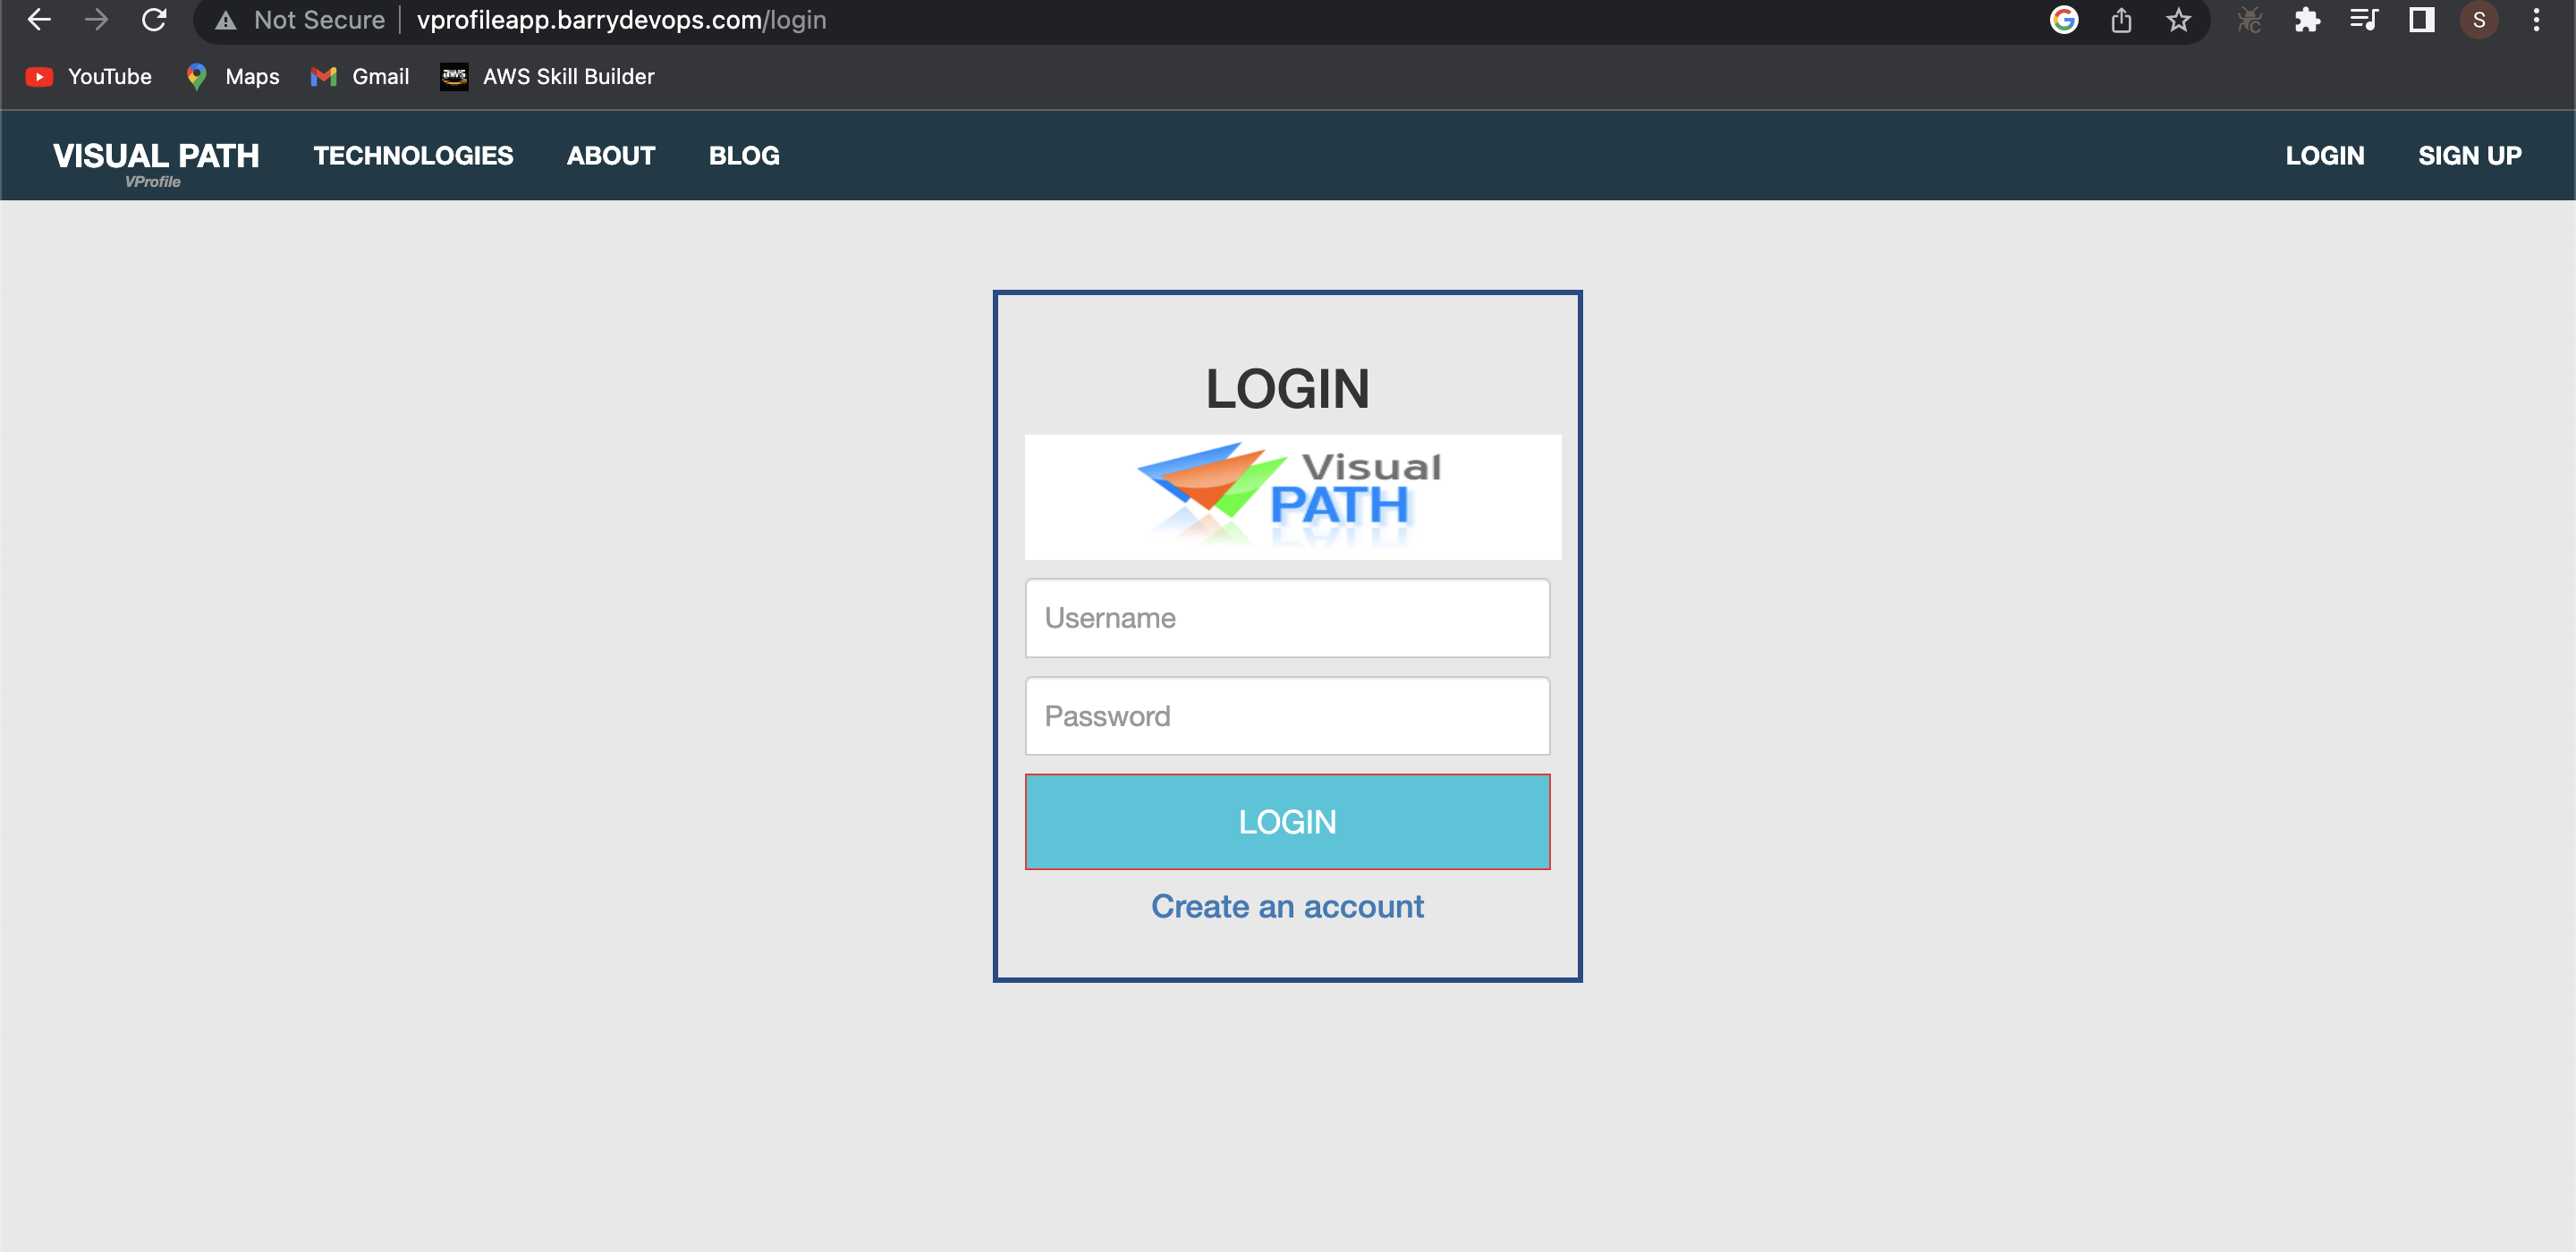 Not Secure vprofileapp.barrydevops.com/login S
YouTube Maps Gmail aws AWS Skill Builder
VISUAL PATH TECHNOLOGIES ABOUT BLOG LOGIN SIGN UP
VProfile
LOGIN
Visual
PATH
Username
Password
LOGIN
Create an account